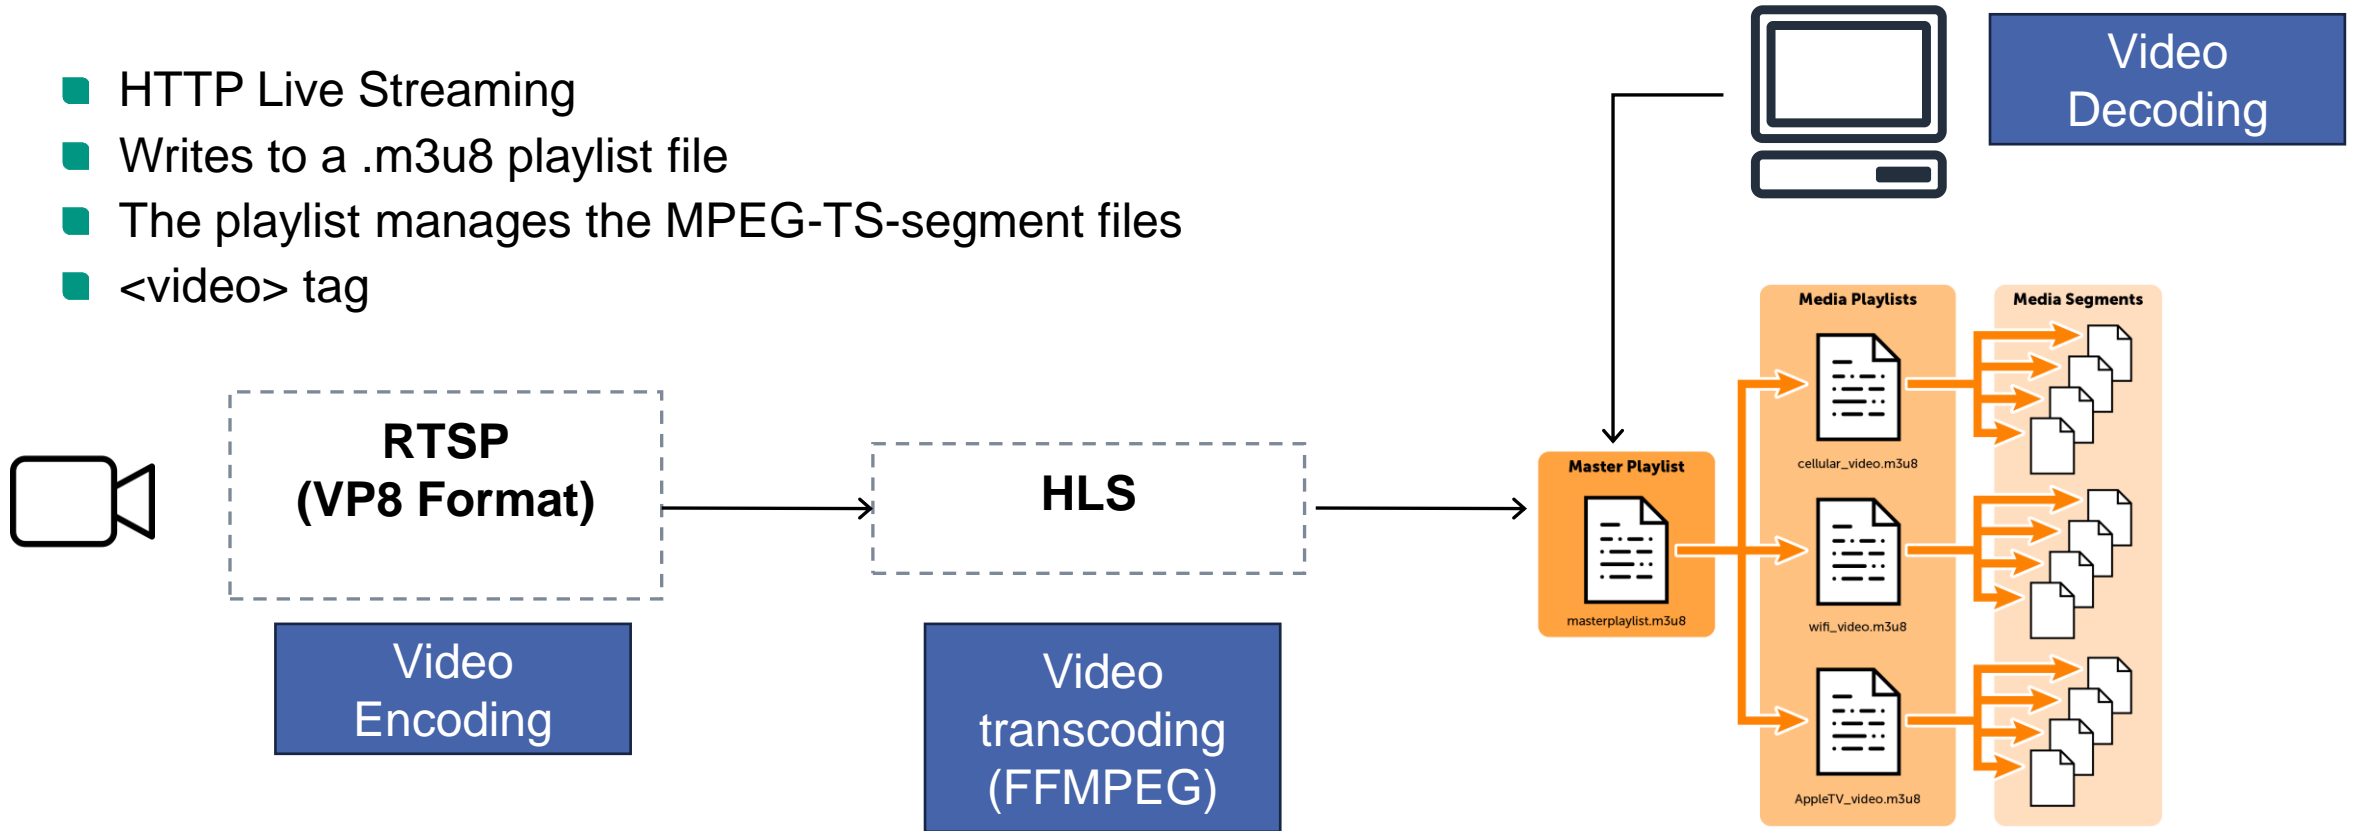 HTTP Live Streaming
Writes to a .m3u8 playlist file
The playlist manages the MPEG-TS-segment files
<video> tag
Video
Decoding
RTSP
(VP8 Format)
Video
Encoding
HLS
Video
transcoding
(FFMPEG)
Master Playlist
masterplaylist.m3u8
Media Playlists
cellular_video.m3u8
wifi_video.m3u8
AppleTV_video.m3u8
Media Segments